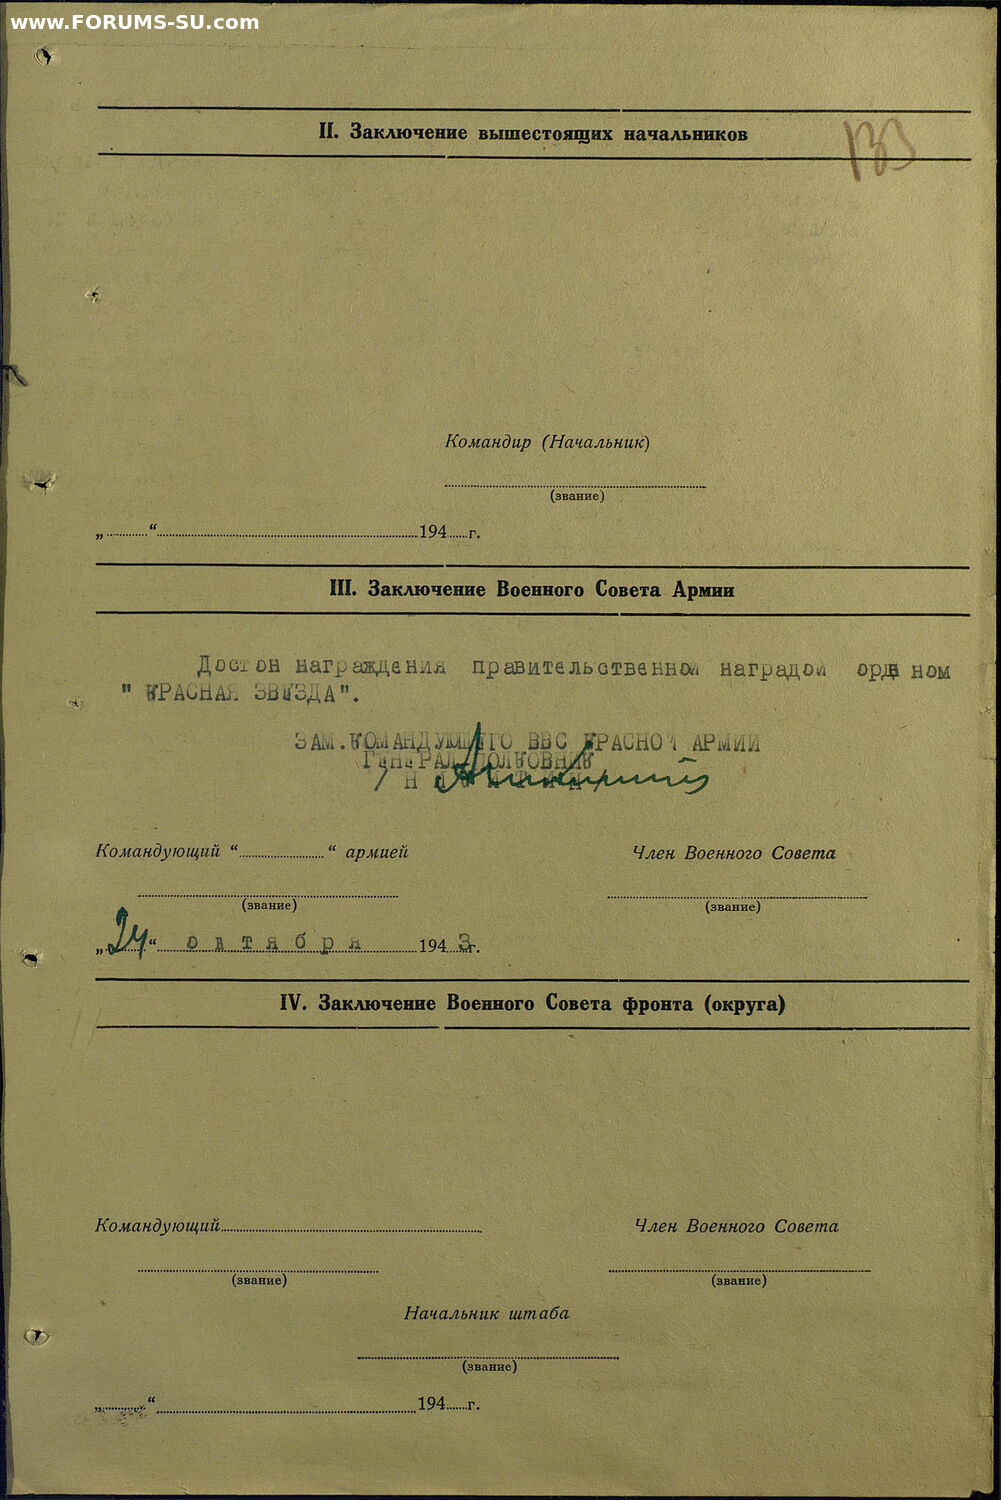 www.FORUMS-SU.com
II. Заключение вышестоящих начальников
133
Командир (Начальник)
(звание)
„..........“..............................194......г.
III. Заключение Военного Совета Армии
Достоин награждения правительственной наградой орденом
"КРАСНАЯ ЗВЕЗДА".
ЗАМ.КОМАНДУЮЩЕГО ВВС КРАСНОЙ АРМИИ
ГЕНЕРАЛ ПОЛКОВНИК
Командующий “....................“ армией
Член Военного Совета
(звание)
(звание)
„24“ октября 1943г.
IV. Заключение Военного Совета фронта (округа)
Командующий..............................
Член Военного Совета
(звание)
(звание)
Начальник штаба
(звание)
„..........“..............................194......г.